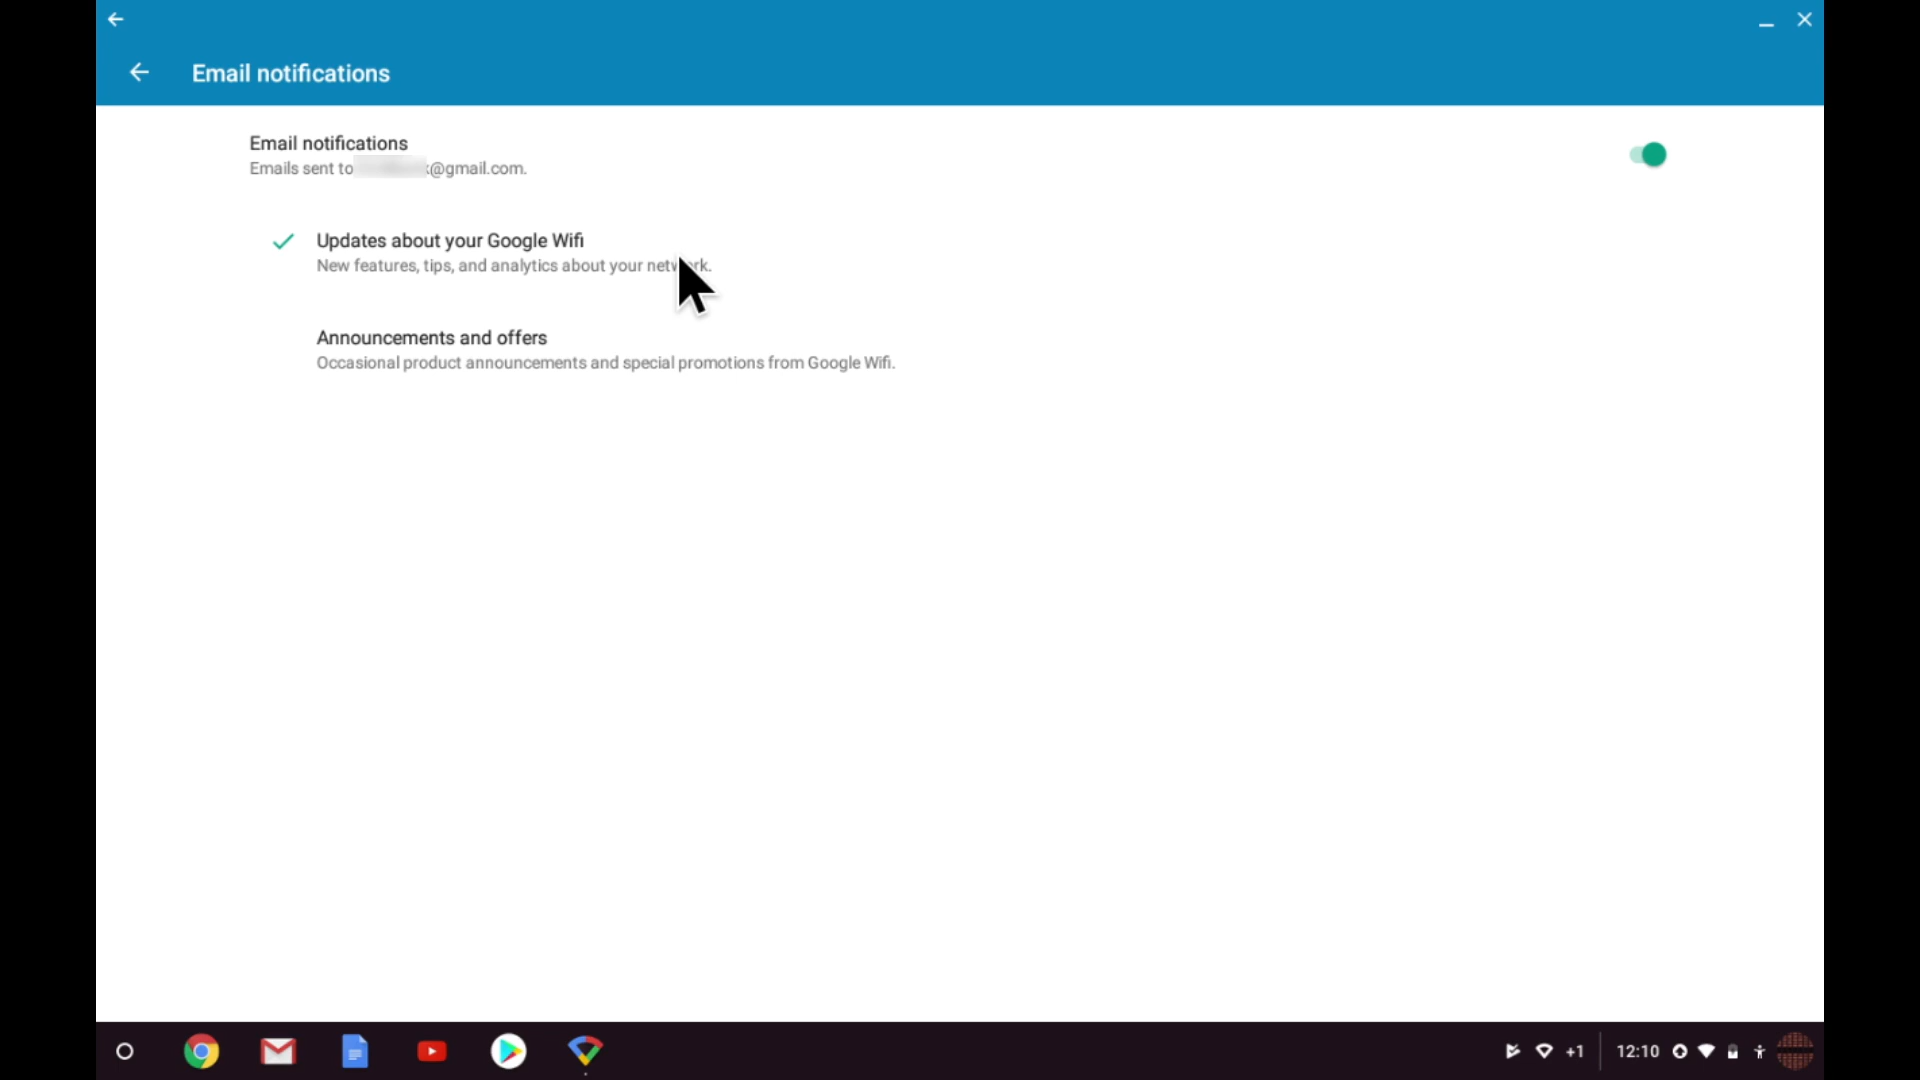 Email notifications
Email notifications
Emails sent to @gmail.com.
Updates about your Google Wifi
New features, tips, and analytics about your network.
Announcements and offers
Occasional product announcements and special promotions from Google Wifi.
+1 12:10